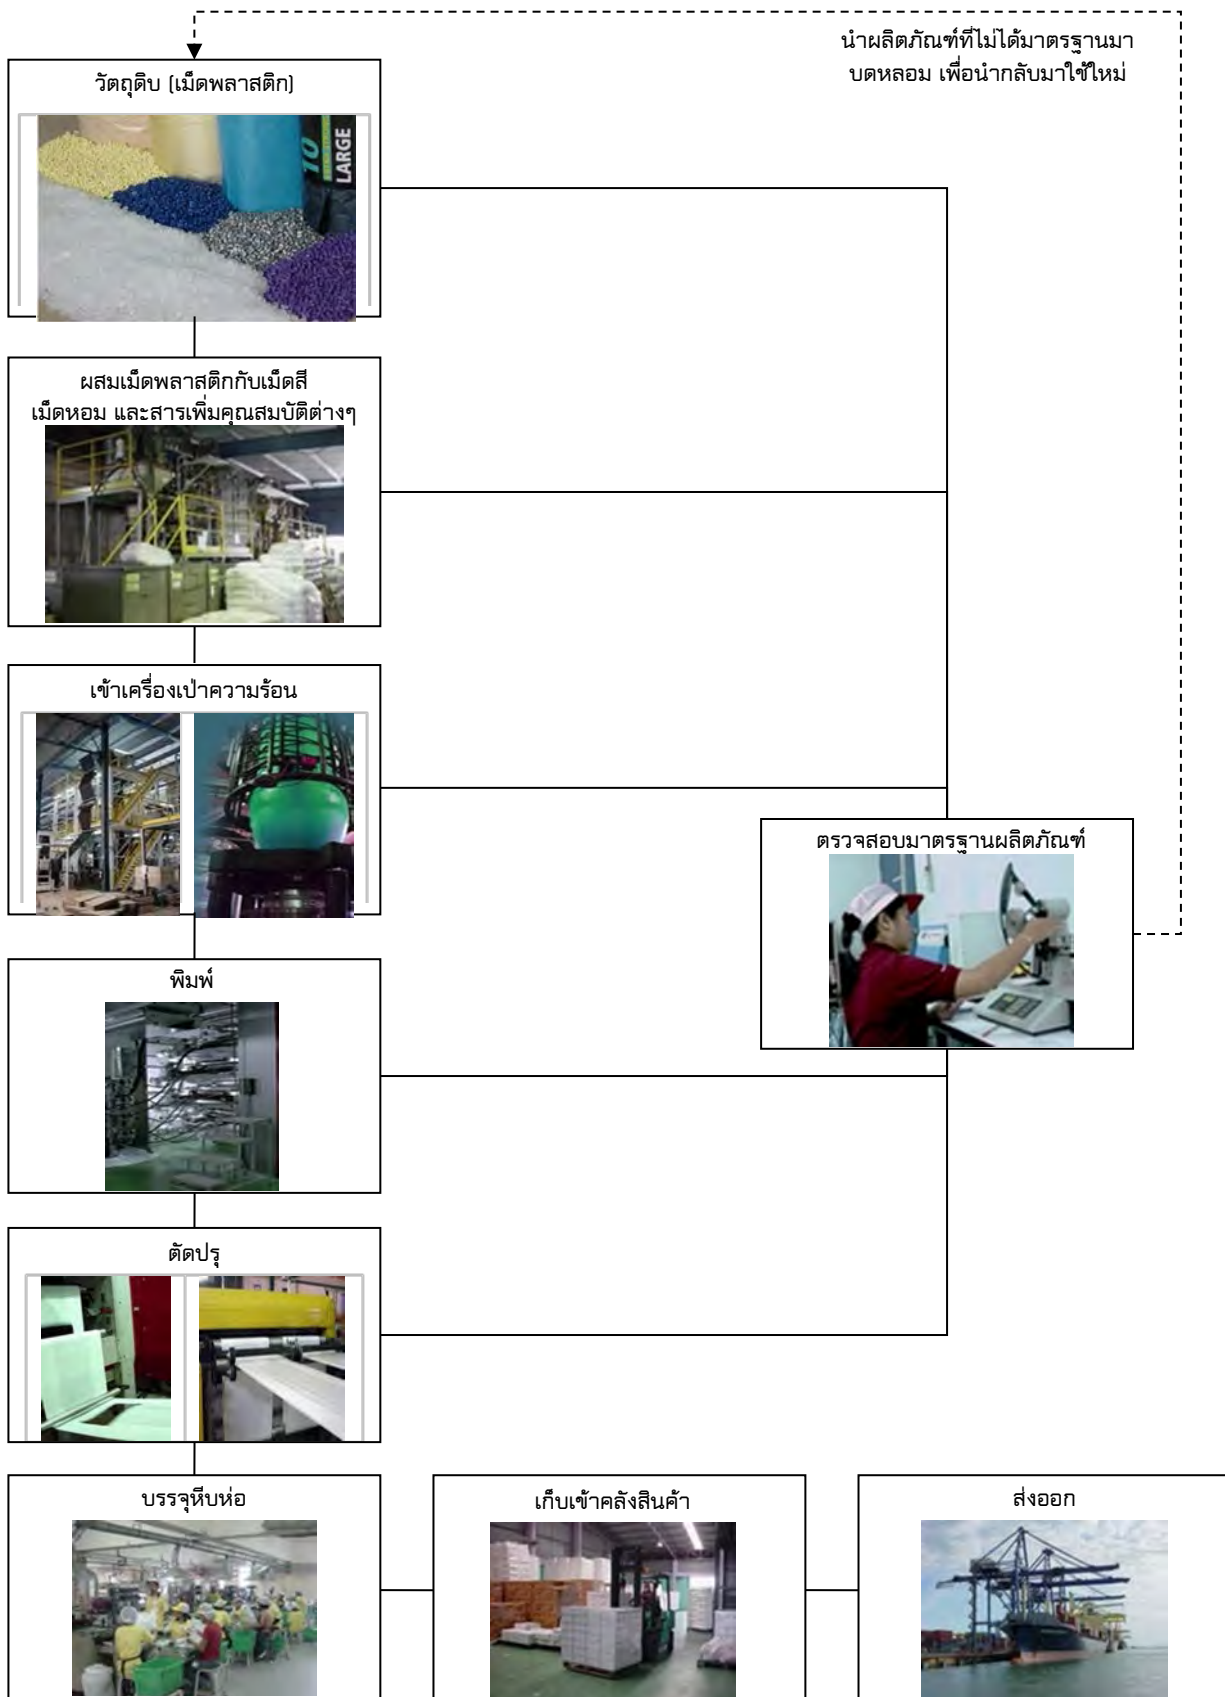 นำผลิตภัณฑ์ที่ไม่ได้มาตรฐานมา
บดหลอม เพื่อนำกลับมาใช้ใหม่
วัตถุดิบ (เม็ดพลาสติก)
10
LARGE
ผสมเม็ดพลาสติกกับเม็ดสี
เม็ดหอม และสารเพิ่มคุณสมบัติต่างๆ
เข้าเครื่องเป่าความร้อน
ตรวจสอบมาตรฐานผลิตภัณฑ์
พิมพ์
ตัดปรุ
บรรจุหีบห่อ
เก็บเข้าคลังสินค้า
ส่งออก